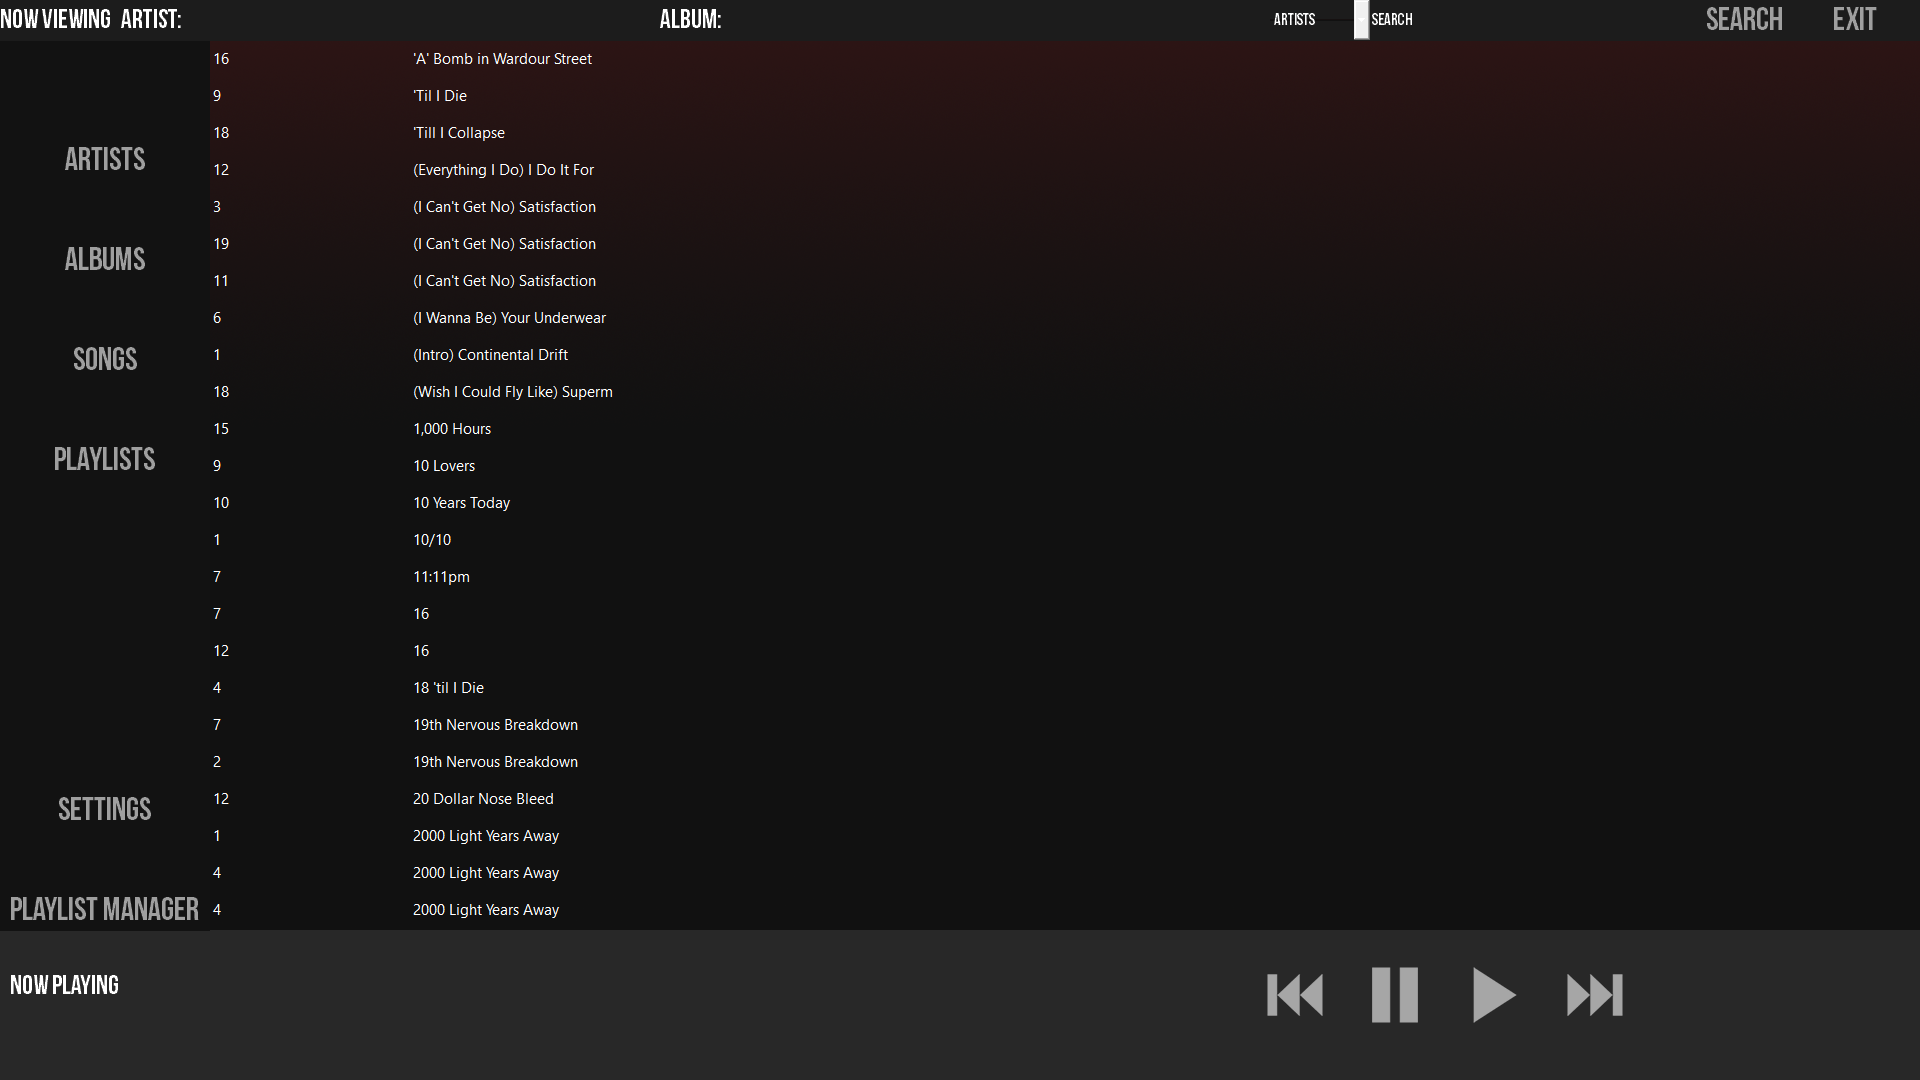 NOW VIEWING ARTIST: ALBUM: ARTISTS SEARCH SEARCH EXIT
ARTISTS
ALBUMS
SONGS
PLAYLISTS
SETTINGS
PLAYLIST MANAGER
16 'A' Bomb in Wardour Street
9 'Til I Die
18 'Till I Collapse
12 (Everything I Do) I Do It For
3 (I Can't Get No) Satisfaction
19 (I Can't Get No) Satisfaction
11 (I Can't Get No) Satisfaction
6 (I Wanna Be) Your Underwear
1 (Intro) Continental Drift
18 (Wish I Could Fly Like) Superm
15 1,000 Hours
9 10 Lovers
10 10 Years Today
1 10/10
7 11:11pm
7 16
12 16
4 18 'til I Die
7 19th Nervous Breakdown
2 19th Nervous Breakdown
12 20 Dollar Nose Bleed
1 2000 Light Years Away
4 2000 Light Years Away
4 2000 Light Years Away
NOW PLAYING